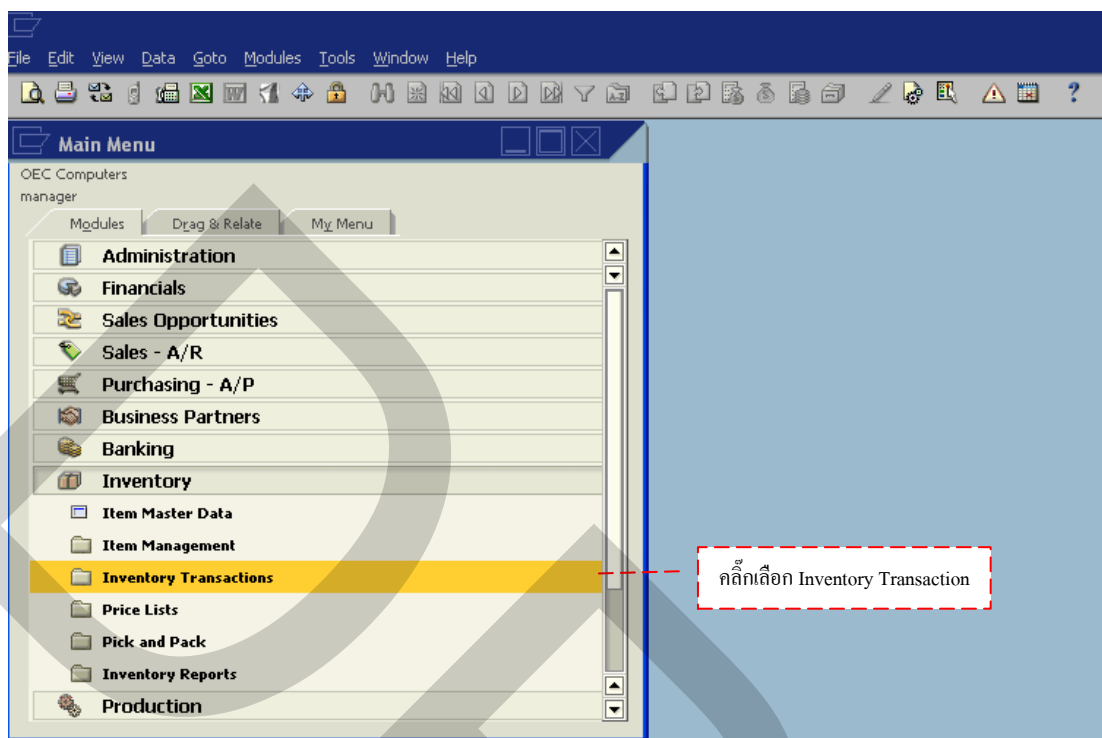 File Edit View Data Goto Modules Tools Window Help
Main Menu
OEC Computers
manager
Modules Drag & Relate My Menu
Administration
Financials
Sales Opportunities
Sales - A/R
Purchasing - A/P
Business Partners
Banking
Inventory
Item Master Data
Item Management
Inventory Transactions
คลิ๊กเลือก Inventory Transaction
Price Lists
Pick and Pack
Inventory Reports
Production